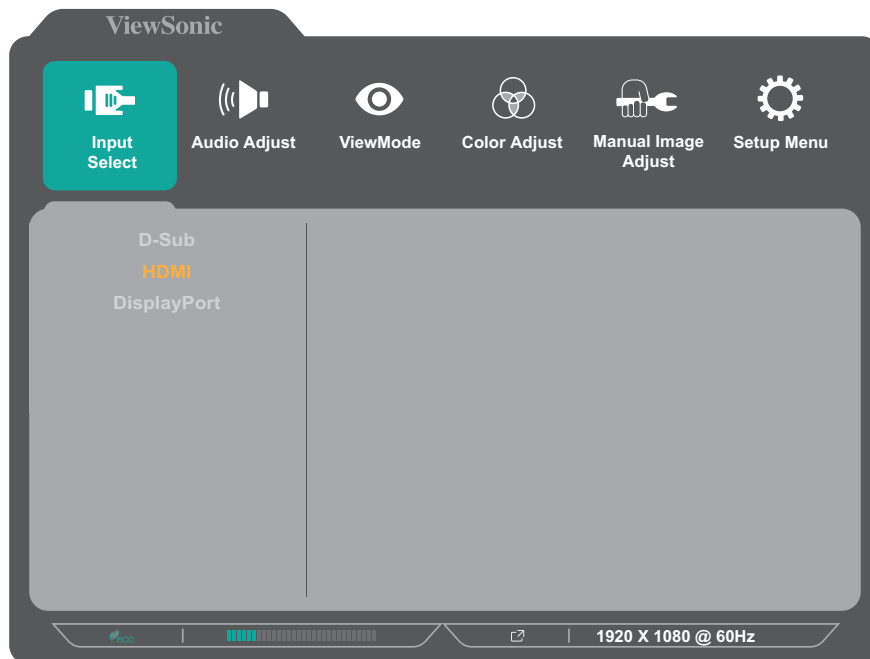 ViewSonic
Input
Select
Audio Adjust
ViewMode
Color Adjust
Manual Image
Adjust
Setup Menu
D-Sub
HDMI
DisplayPort
eco
1920 X 1080 @ 60Hz